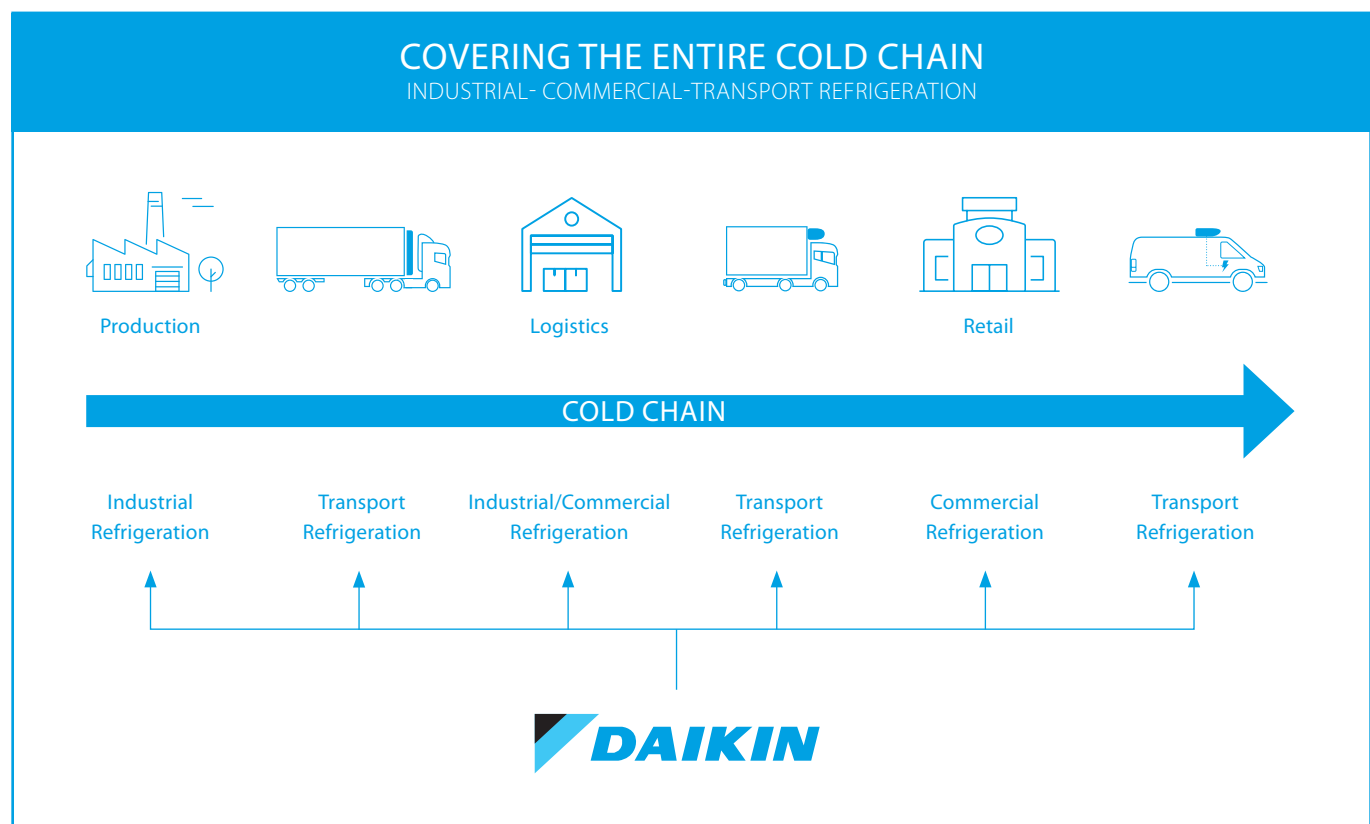 COVERING THE ENTIRE COLD CHAIN
INDUSTRIAL- COMMERCIAL-TRANSPORT REFRIGERATION
Production
Logistics
Retail
COLD CHAIN
Industrial
Refrigeration
Transport
Refrigeration
Industrial/Commercial
Refrigeration
Transport
Refrigeration
Commercial
Refrigeration
Transport
Refrigeration
DAIKIN